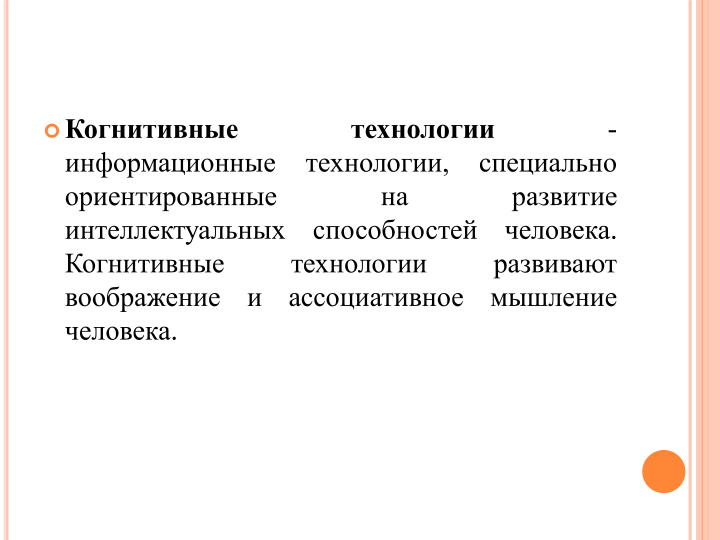 Когнитивные технологии -
информационные технологии, специально
ориентированные на развитие
интеллектуальных способностей человека.
Когнитивные технологии развивают
воображение и ассоциативное мышление
человека.